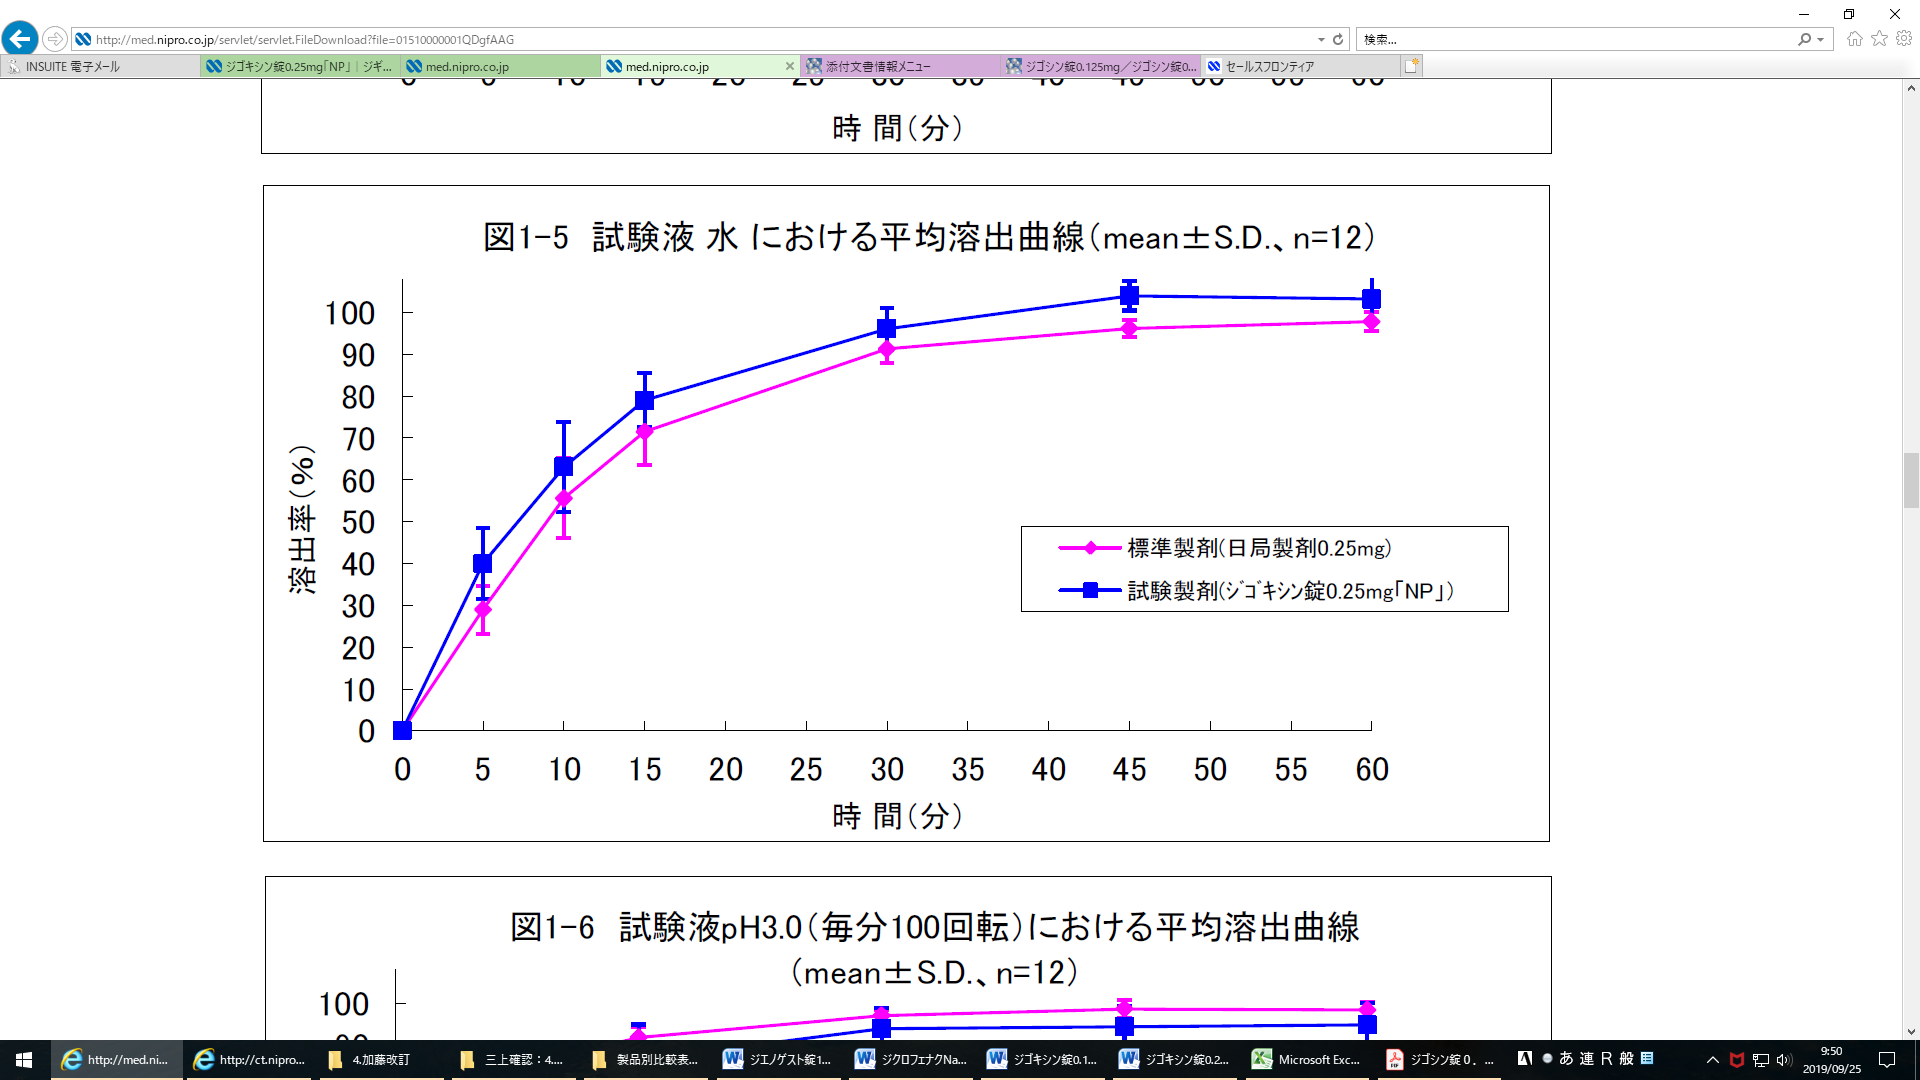 http://med.nipro.co.jp/servlet/servlet.FileDownload?file=01510000001QDgfAAG
検索...
INSUITE 電子メール
ジゴキシン錠0.25mg「NP」 | ジギ...
med.nipro.co.jp
med.nipro.co.jp
添付文書情報メニュー
ジゴシン錠0.125mg／ジゴシン錠0...
セールスフロンティア
時 間（分）
図1-5 試験液 水 における平均溶出曲線（mean±S.D.、n=12）
溶出率（％）
100
90
80
70
60
50
40
30
20
10
0
0 5 10 15 20 25 30 35 40 45 50 55 60
時 間（分）
標準製剤(日局製剤0.25mg)
試験製剤(ｼﾞｺﾞｷｼﾝ錠0.25mg｢NP｣)
図1-6 試験液pH3.0（毎分100回転）における平均溶出曲線
（mean±S.D.、n=12）
100
http://med.ni...
http://ct.nipro...
4.加藤改訂
三上確認：4....
製品別比較表...
ジエノゲスト錠1...
ジクロフェナクNa...
ジゴキシン錠0.1...
ジゴキシン錠0.2...
Microsoft Exc...
ジゴシン錠０．...
あ 連 R 般
9:50
2019/09/25